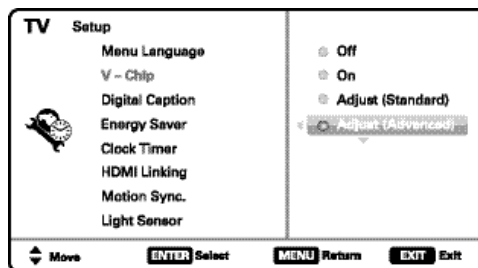 TV Setup
Menu Language
V - Chip
Digital Caption
Energy Saver
Clock Timer
HDMI Linking
Motion Sync.
Light Sensor
Off
On
Adjust (Standard)
Adjust (Advanced)
Move ENTER Select MENU Return EXIT Exit